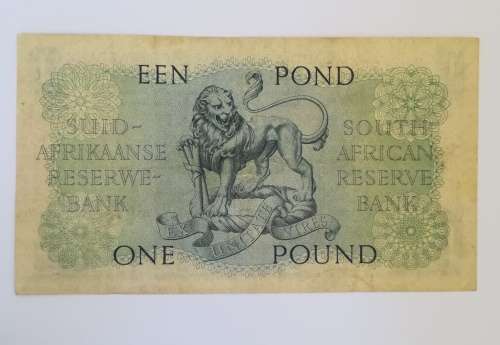 EEN POND
SUID-
AFRIKAANSE
RESERWE-
BANK
SOUTH
AFRICAN
RESERVE
BANK
ONE POUND